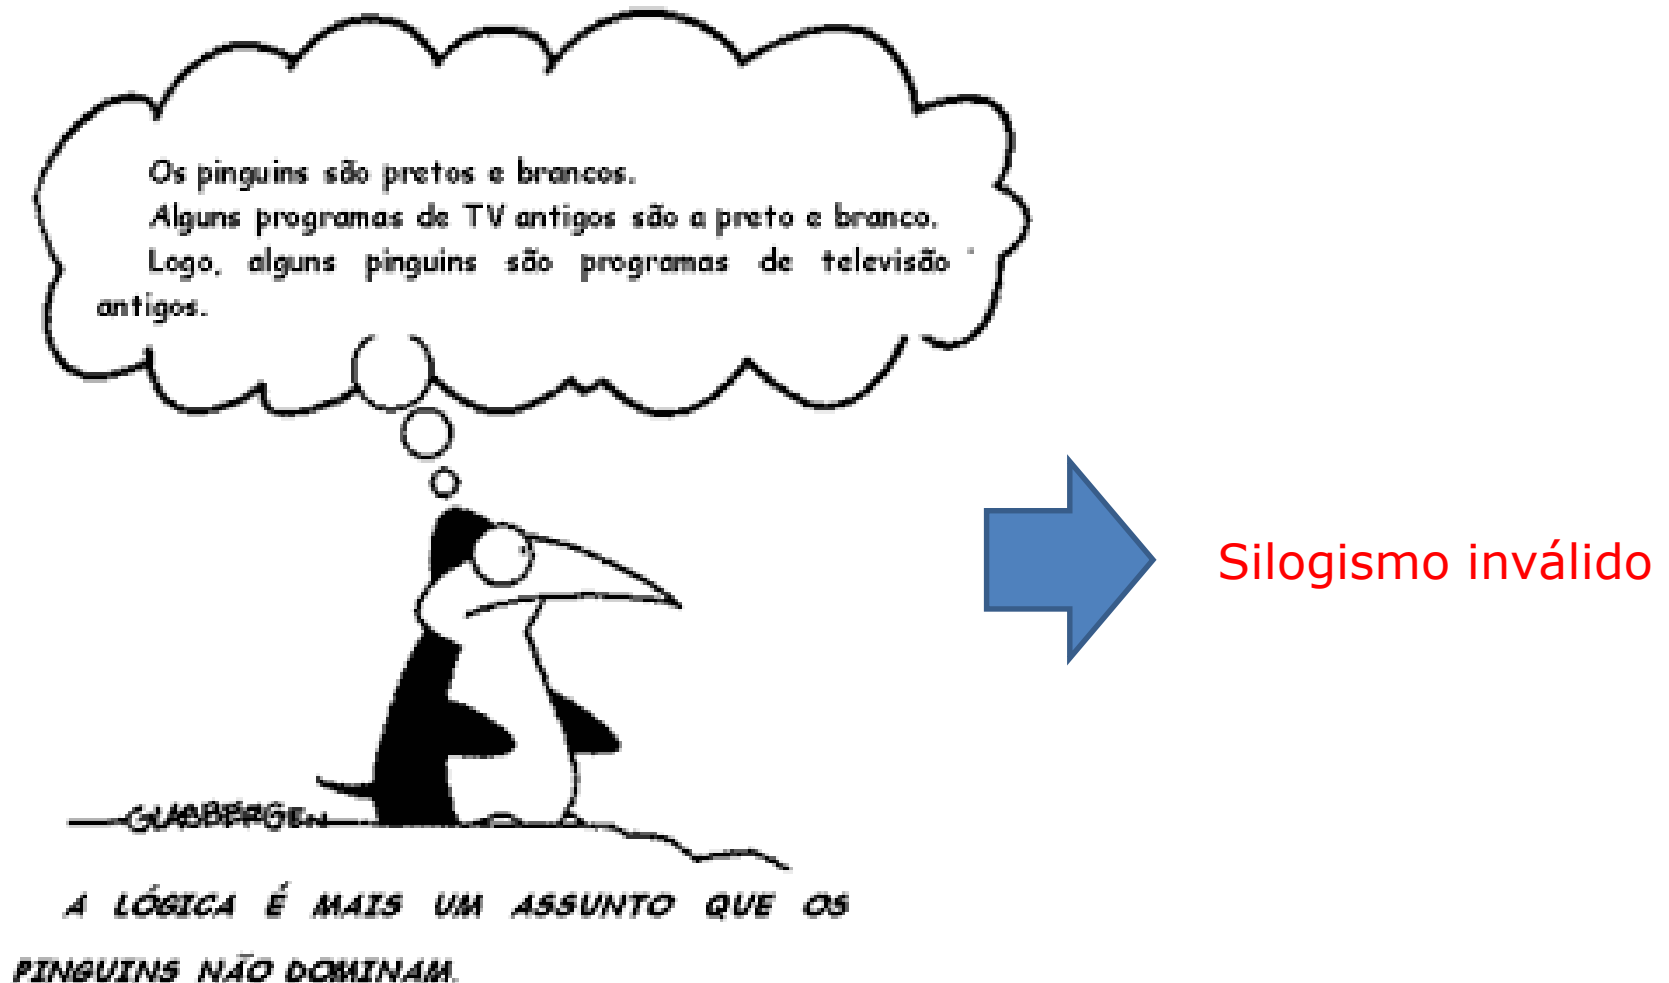 Os pinguins são pretos e brancos.
Alguns programas de TV antigos são a preto e branco.
Logo, alguns pinguins são programas de televisão
antigos.
Silogismo inválido
GLASBERGEN
A LÓGICA É MAIS UM ASSUNTO QUE OS
PINGUINS NÃO DOMINAM.